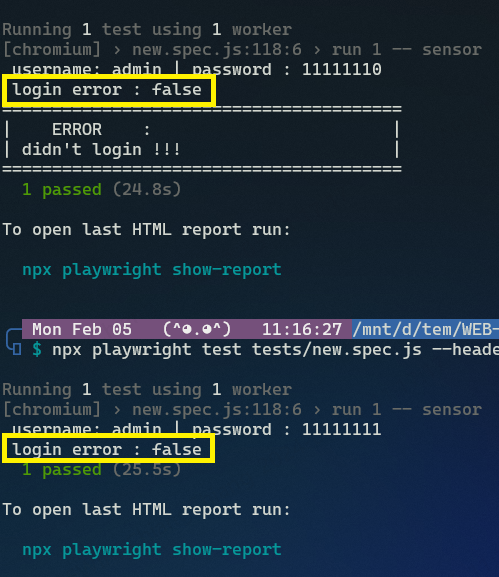 Running 1 test using 1 worker
[chromium] › new.spec.js:118:6 › run 1 -- sensor
username: admin | password : 11111110
login error : false
========================================
|    ERROR    :                        |
| didn't login !!!                     |
========================================
1 passed (24.8s)
To open last HTML report run:
npx playwright show-report
Mon Feb 05   (^◕.◕^)   11:16:27 /mnt/d/tem/WEB-
$ npx playwright test tests/new.spec.js --heade
Running 1 test using 1 worker
[chromium] › new.spec.js:118:6 › run 1 -- sensor
username: admin | password : 11111111
login error : false
1 passed (25.5s)
To open last HTML report run:
npx playwright show-report